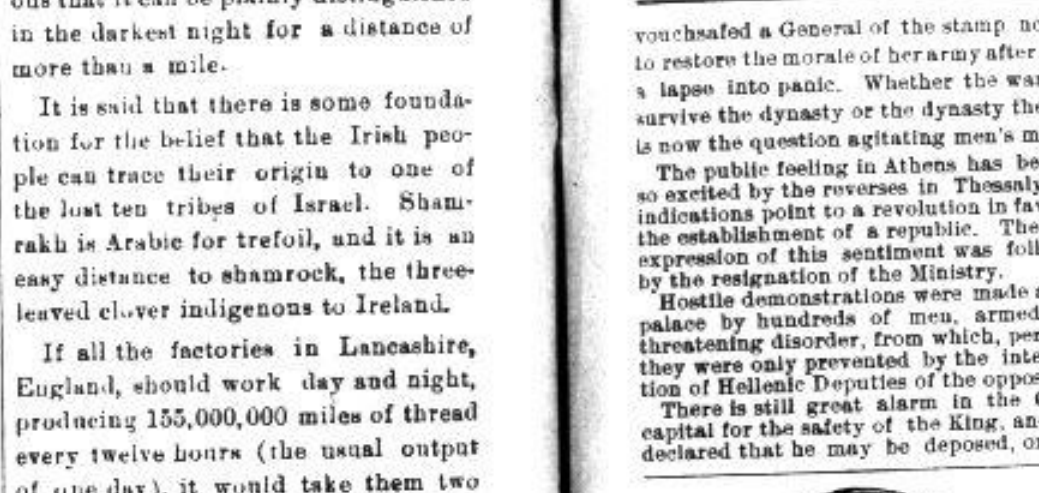 in the darkest night for a distance of
more than a mile.
It is said that there is some founda-
tion for the belief that the Irish peo-
ple can trace their origin to one of
the lost ten tribes of Israel. Sham-
rakh is Arabic for trefoil, and it is an
easy distance to shamrock, the three-
leaved clover indigenous to Ireland.
If all the factories in Lancashire,
England, should work day and night,
producing 155,000,000 miles of thread
every twelve hours (the usual output
of one day), it would take them two
vouchsafed a General of the stamp
to restore the morale of her army after
a lapse into panic. Whether the
survive the dynasty or the dynasty
is now the question agitating men's
The public feeling in Athens has
so excited by the reverses in Thessaly
indications point to a revolution in
the establishment of a republic. The
expression of this sentiment was
by the resignation of the Ministry.
Hostile demonstrations were made
palace by hundreds of men, armed
threatening disorder, from which,
they were only prevented by the
tion of Hellenic Deputies of the
There is still great alarm in the
capital for the safety of the King,
declared that he may be deposed,